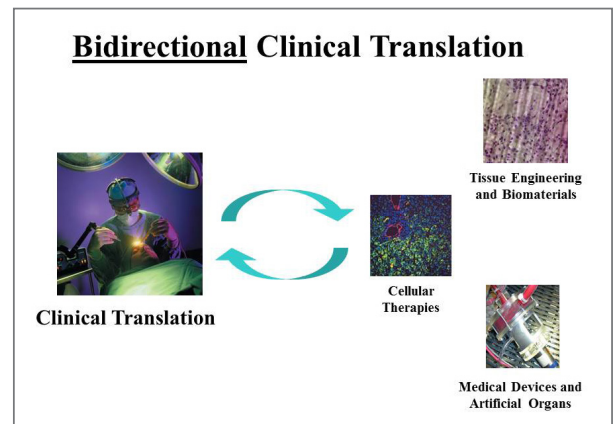 Bidirectional Clinical Translation
Tissue Engineering
and Biomaterials
Cellular
Therapies
Clinical Translation
Medical Devices and
Artificial Organs